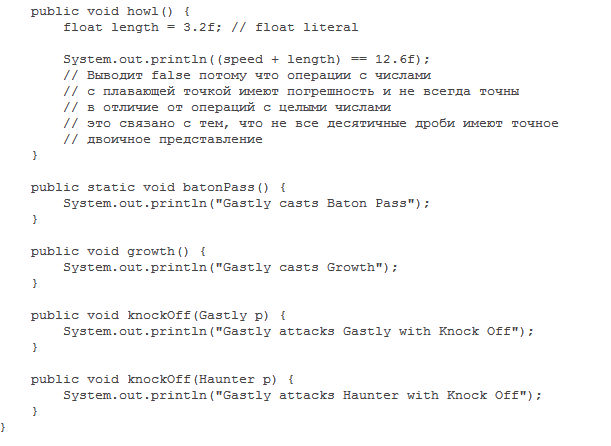 public void howl() {
float length = 3.2f; // float literal
System.out.println((speed + length) == 12.6f);
// Выводит false потому что операции с числами
// с плавающей точкой имеют погрешность и не всегда точны
// в отличие от операций с целыми числами
// это связано с тем, что не все десятичные дроби имеют точное
// двоичное представление
}
public static void batonPass() {
System.out.println("Gastly casts Baton Pass");
}
public void growth() {
System.out.println("Gastly casts Growth");
}
public void knockOff(Gastly p) {
System.out.println("Gastly attacks Gastly with Knock Off");
}
public void knockOff(Haunter p) {
System.out.println("Gastly attacks Haunter with Knock Off");
}
}